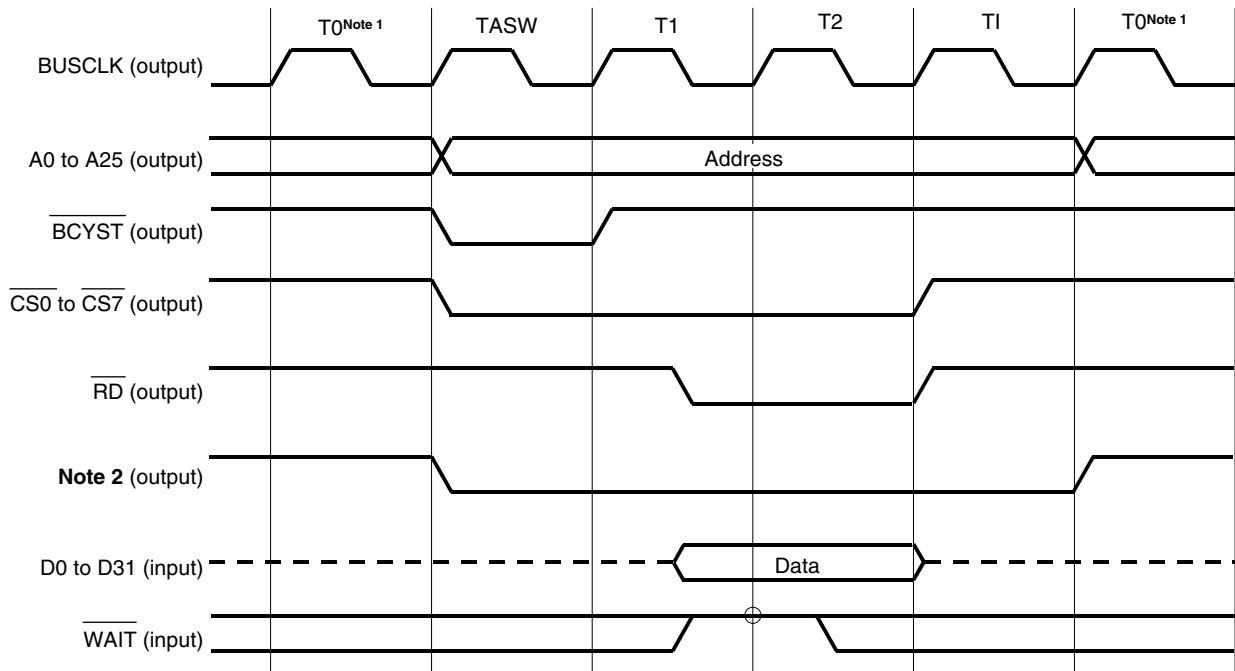 T0Note 1 TASW T1 T2 TI T0Note 1
BUSCLK (output)
A0 to A25 (output) Address
BCYST (output)
CS0 to CS7 (output)
RD (output)
Note 2 (output)
D0 to D31 (input) Data
WAIT (input)